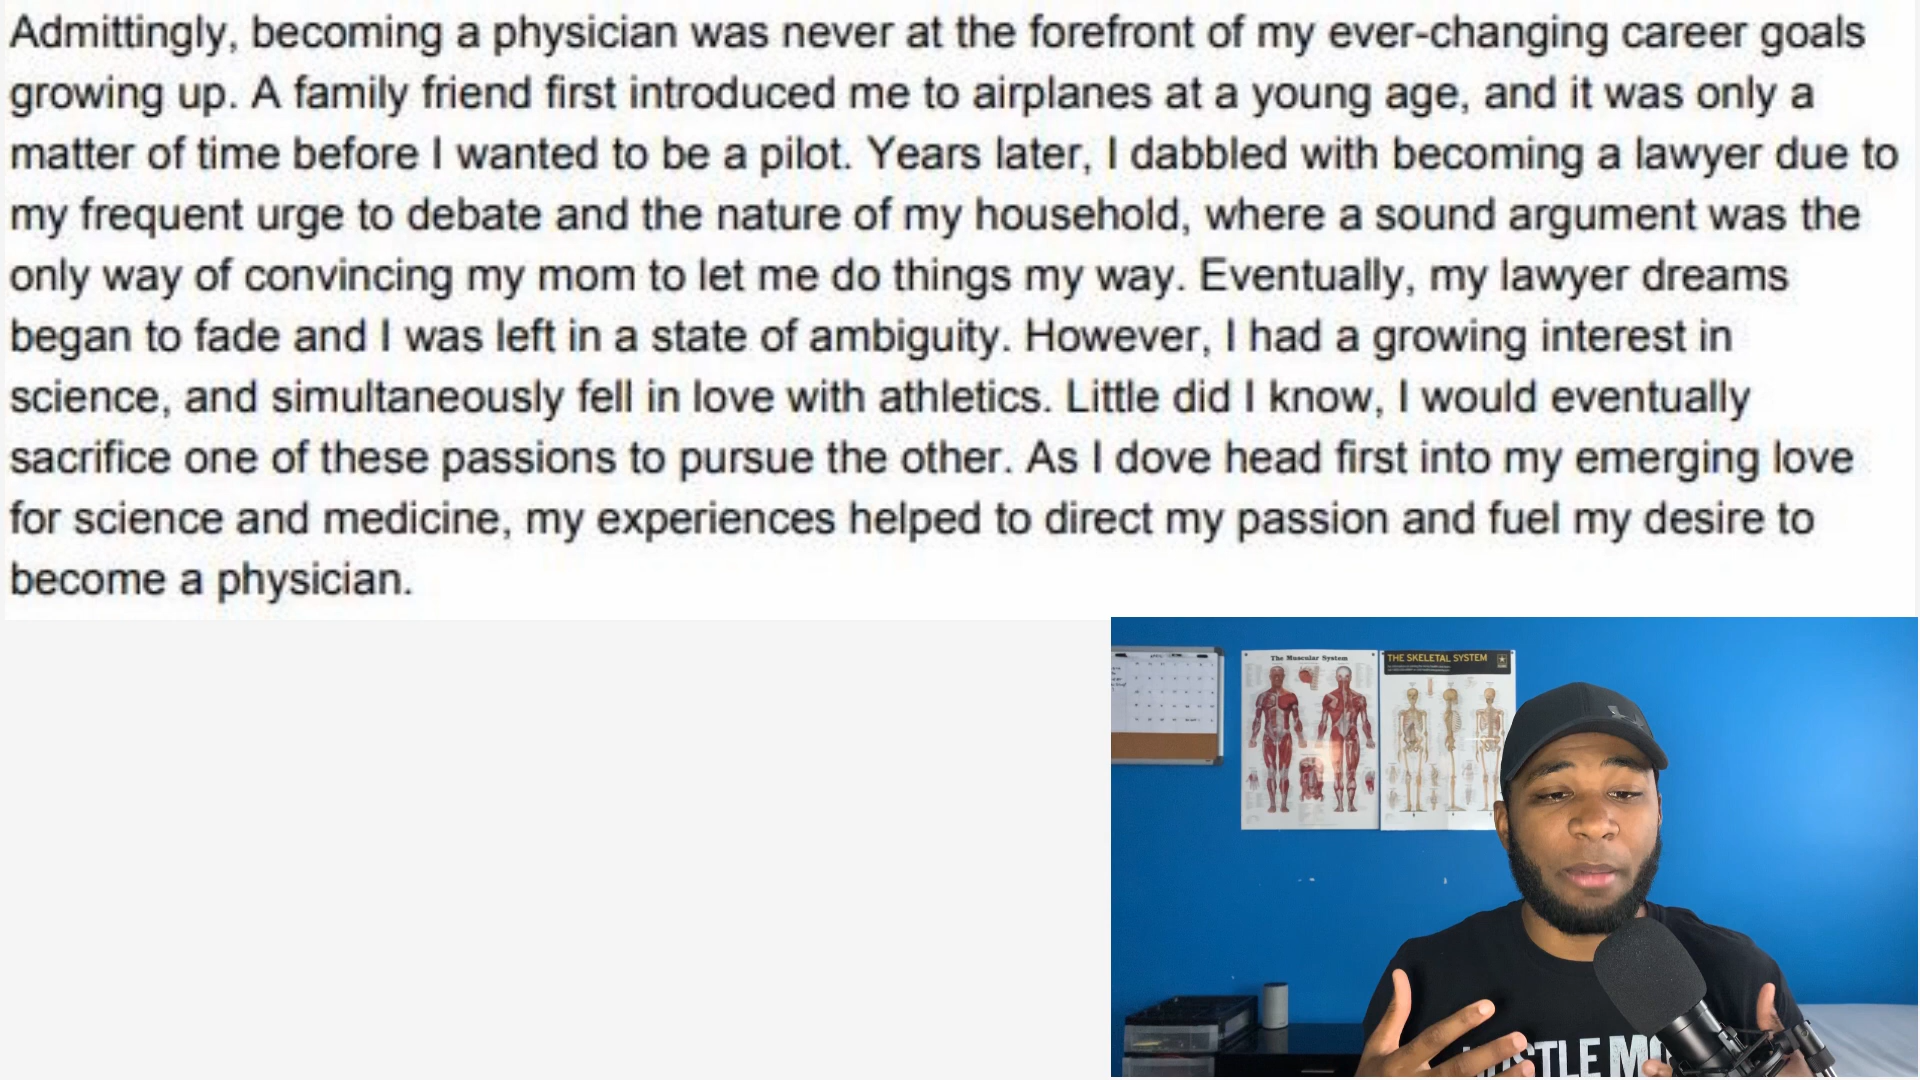 Admittingly, becoming a physician was never at the forefront of my ever-changing career goals
growing up. A family friend first introduced me to airplanes at a young age, and it was only a
matter of time before I wanted to be a pilot. Years later, I dabbled with becoming a lawyer due to
my frequent urge to debate and the nature of my household, where a sound argument was the
only way of convincing my mom to let me do things my way. Eventually, my lawyer dreams
began to fade and I was left in a state of ambiguity. However, I had a growing interest in
science, and simultaneously fell in love with athletics. Little did I know, I would eventually
sacrifice one of these passions to pursue the other. As I dove head first into my emerging love
for science and medicine, my experiences helped to direct my passion and fuel my desire to
become a physician.
The Muscular System
THE SKELETAL SYSTEM